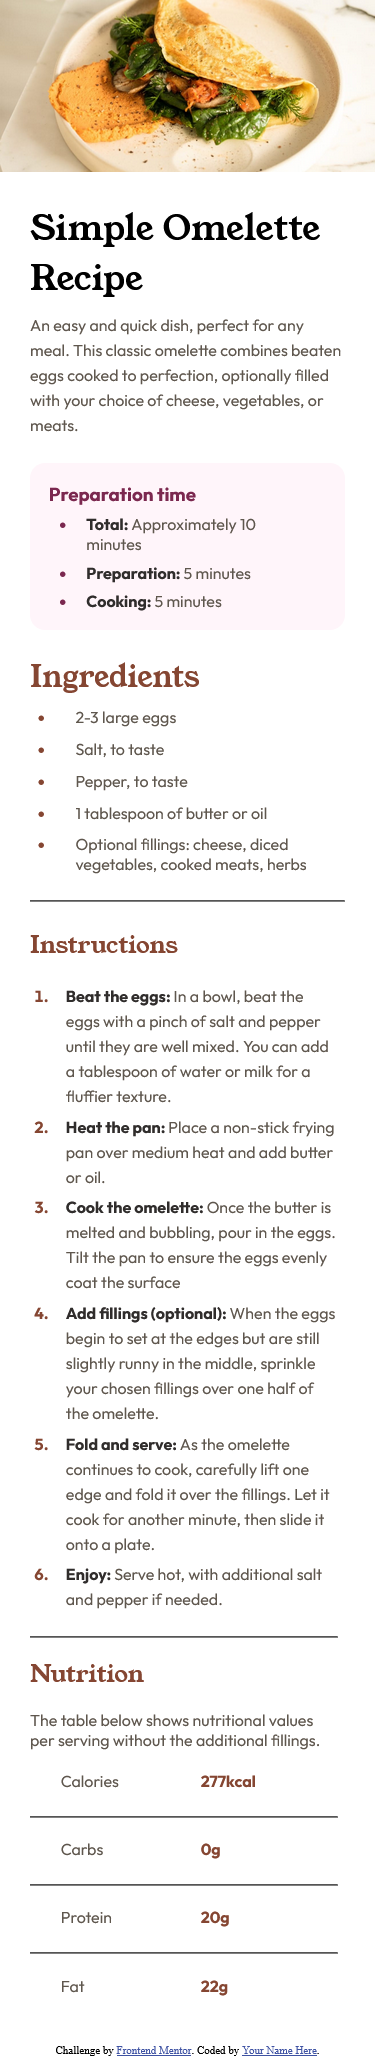 Simple Omelette
Recipe
An easy and quick dish, perfect for any
meal. This classic omelette combines beaten
eggs cooked to perfection, optionally filled
with your choice of cheese, vegetables, or
meats.
Preparation time
• Total: Approximately 10
minutes
• Preparation: 5 minutes
• Cooking: 5 minutes
Ingredients
• 2-3 large eggs
• Salt, to taste
• Pepper, to taste
• 1 tablespoon of butter or oil
• Optional fillings: cheese, diced
vegetables, cooked meats, herbs
Instructions
1. Beat the eggs: In a bowl, beat the
eggs with a pinch of salt and pepper
until they are well mixed. You can add
a tablespoon of water or milk for a
fluffier texture.
2. Heat the pan: Place a non-stick frying
pan over medium heat and add butter
or oil.
3. Cook the omelette: Once the butter is
melted and bubbling, pour in the eggs.
Tilt the pan to ensure the eggs evenly
coat the surface
4. Add fillings (optional): When the eggs
begin to set at the edges but are still
slightly runny in the middle, sprinkle
your chosen fillings over one half of
the omelette.
5. Fold and serve: As the omelette
continues to cook, carefully lift one
edge and fold it over the fillings. Let it
cook for another minute, then slide it
onto a plate.
6. Enjoy: Serve hot, with additional salt
and pepper if needed.
Nutrition
The table below shows nutritional values
per serving without the additional fillings.
Calories 277kcal
Carbs 0g
Protein 20g
Fat 22g
Challenge by Frontend Mentor. Coded by Your Name Here.